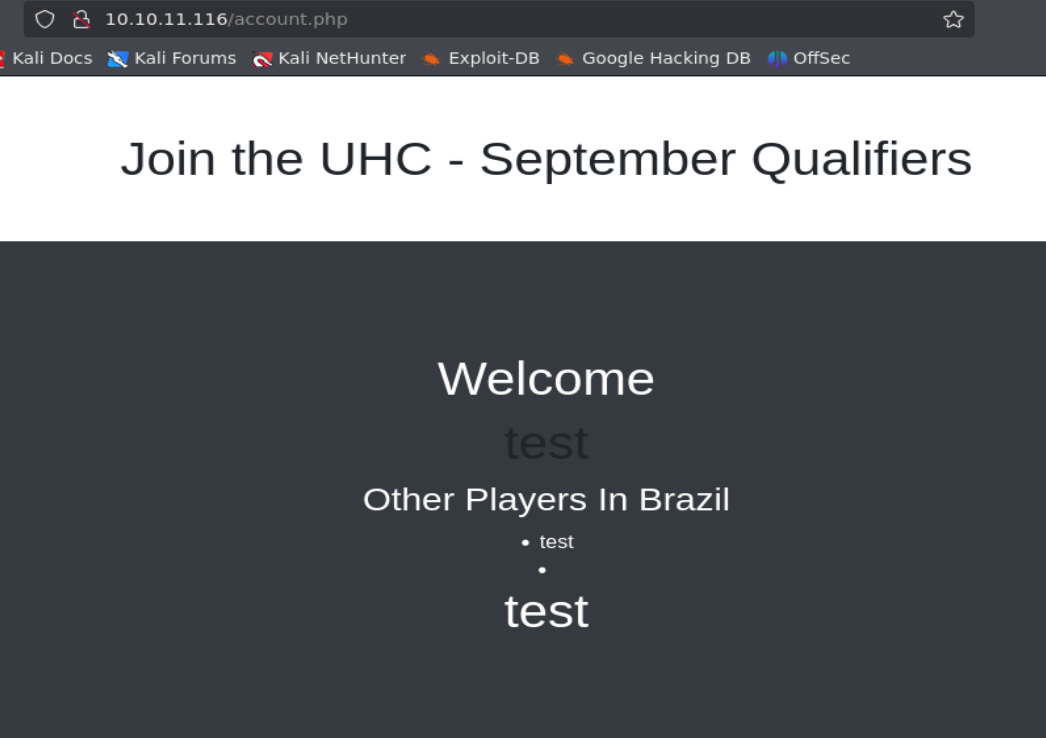 10.10.11.116/account.php
Kali Docs Kali Forums Kali NetHunter Exploit-DB Google Hacking DB OffSec
Join the UHC - September Qualifiers
Welcome
test
Other Players In Brazil
• test
•
test